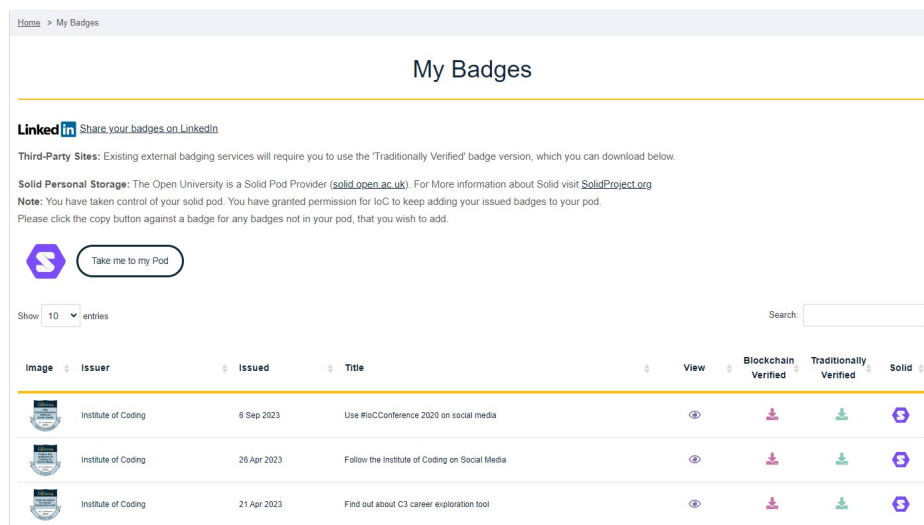 Home > My Badges
My Badges
Linked in Share your badges on LinkedIn
Third-Party Sites: Existing external badging services will require you to use the 'Traditionally Verified' badge version, which you can download below.
Solid Personal Storage: The Open University is a Solid Pod Provider (solid.open.ac.uk). For More information about Solid visit SolidProject.org
Note: You have taken control of your solid pod. You have granted permission for IoC to keep adding your issued badges to your pod.
Please click the copy button against a badge for any badges not in your pod, that you wish to add.
Take me to my Pod
Show 10 entries Search:
Image Issuer Issued Title View Blockchain Verified Traditionally Verified Solid
Institute of Coding 6 Sep 2023 Use #IoCConference 2020 on social media
Institute of Coding 26 Apr 2023 Follow the Institute of Coding on Social Media
Institute of Coding 21 Apr 2023 Find out about C3 career exploration tool